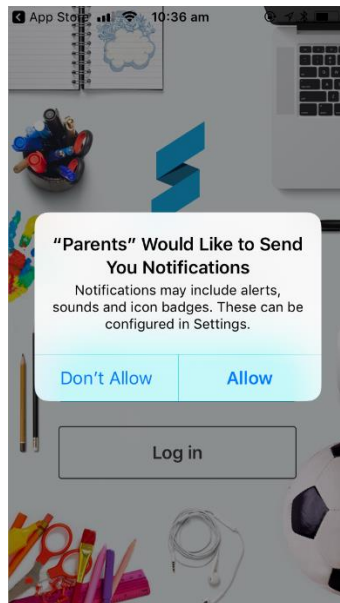 App Store 10:36 am
“Parents” Would Like to Send
You Notifications
Notifications may include alerts,
sounds and icon badges. These can be
configured in Settings.
Don’t Allow Allow
Log in